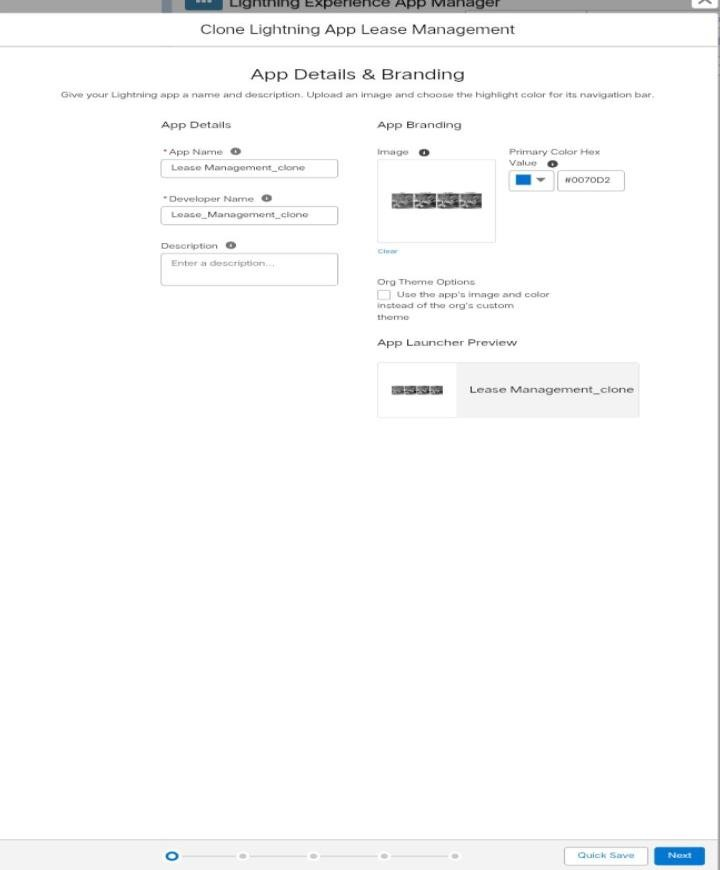 Lightning Experience App Manager
Clone Lightning App Lease Management
App Details & Branding
Give your Lightning app a name and description. Upload an image and choose the highlight color for its navigation bar.
App Details
* App Name
Lease Management_clone
* Developer Name
Lease_Management_clone
Description
Enter a description...
App Branding
Image
Clear
Primary Color Hex
Value
#0070D2
Org Theme Options
Use the app's image and color
instead of the org's custom
theme
App Launcher Preview
Lease Management_clone
Quick Save
Next